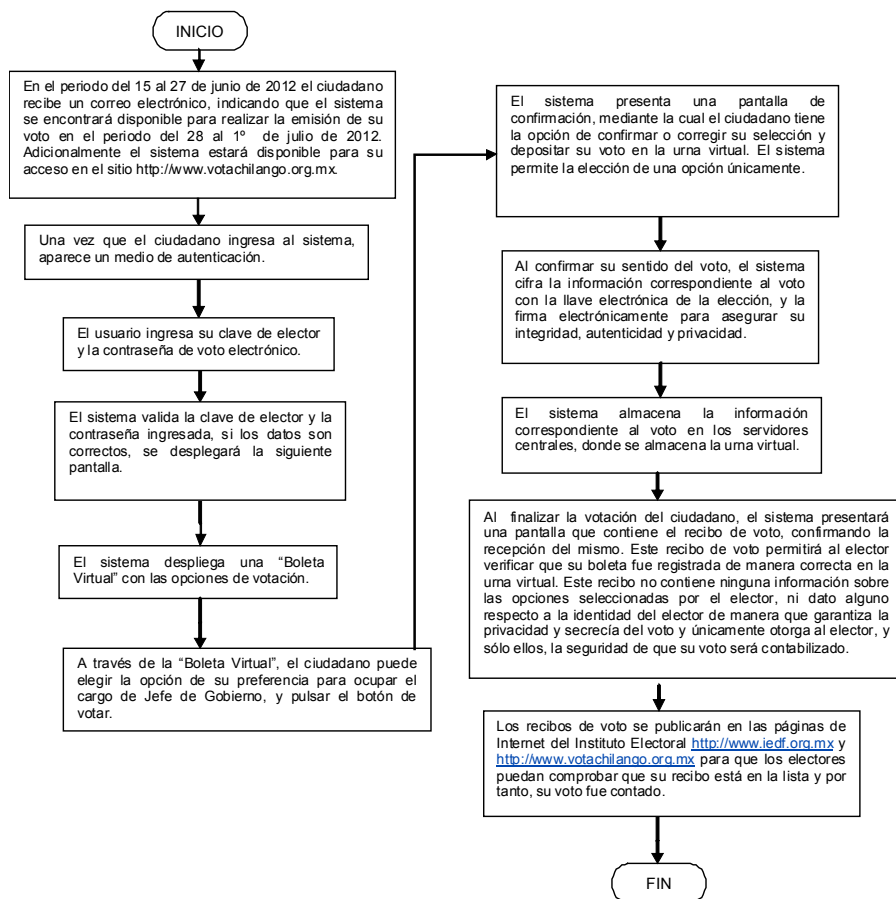 INICIO
En el periodo del 15 al 27 de junio de 2012 el ciudadano
recibe un correo electrónico, indicando que el sistema
se encontrará disponible para realizar la emisión de su
voto en el periodo del 28 al 1º de julio de 2012.
Adicionalmente el sistema estará disponible para su
acceso en el sitio http://www.votachilango.org.mx.
Una vez que el ciudadano ingresa al sistema,
aparece un medio de autenticación.
El usuario ingresa su clave de elector
y la contraseña de voto electrónico.
El sistema valida la clave de elector y la
contraseña ingresada, si los datos son
correctos, se desplegará la siguiente
pantalla.
El sistema despliega una “Boleta
Virtual” con las opciones de votación.
A través de la “Boleta Virtual”, el ciudadano puede
elegir la opción de su preferencia para ocupar el
cargo de Jefe de Gobierno, y pulsar el botón de
votar.
El sistema presenta una pantalla de
confirmación, mediante la cual el ciudadano tiene
la opción de confirmar o corregir su selección y
depositar su voto en la urna virtual. El sistema
permite la elección de una opción únicamente.
Al confirmar su sentido del voto, el sistema
cifra la información correspondiente al voto
con la llave electrónica de la elección, y la
firma electrónicamente para asegurar su
integridad, autenticidad y privacidad.
El sistema almacena la información
correspondiente al voto en los servidores
centrales, donde se almacena la urna virtual.
Al finalizar la votación del ciudadano, el sistema presentará
una pantalla que contiene el recibo de voto, confirmando la
recepción del mismo. Este recibo de voto permitirá al elector
verificar que su boleta fue registrada de manera correcta en la
urna virtual. Este recibo no contiene ninguna información sobre
las opciones seleccionadas por el elector, ni dato alguno
respecto a la identidad del elector de manera que garantiza la
privacidad y secrecía del voto y únicamente otorga al elector, y
sólo ellos, la seguridad de que su voto será contabilizado.
Los recibos de voto se publicarán en las páginas de
Internet del Instituto Electoral http://www.iedf.org.mx y
http://www.votachilango.org.mx para que los electores
puedan comprobar que su recibo está en la lista y por
tanto, su voto fue contado.
FIN